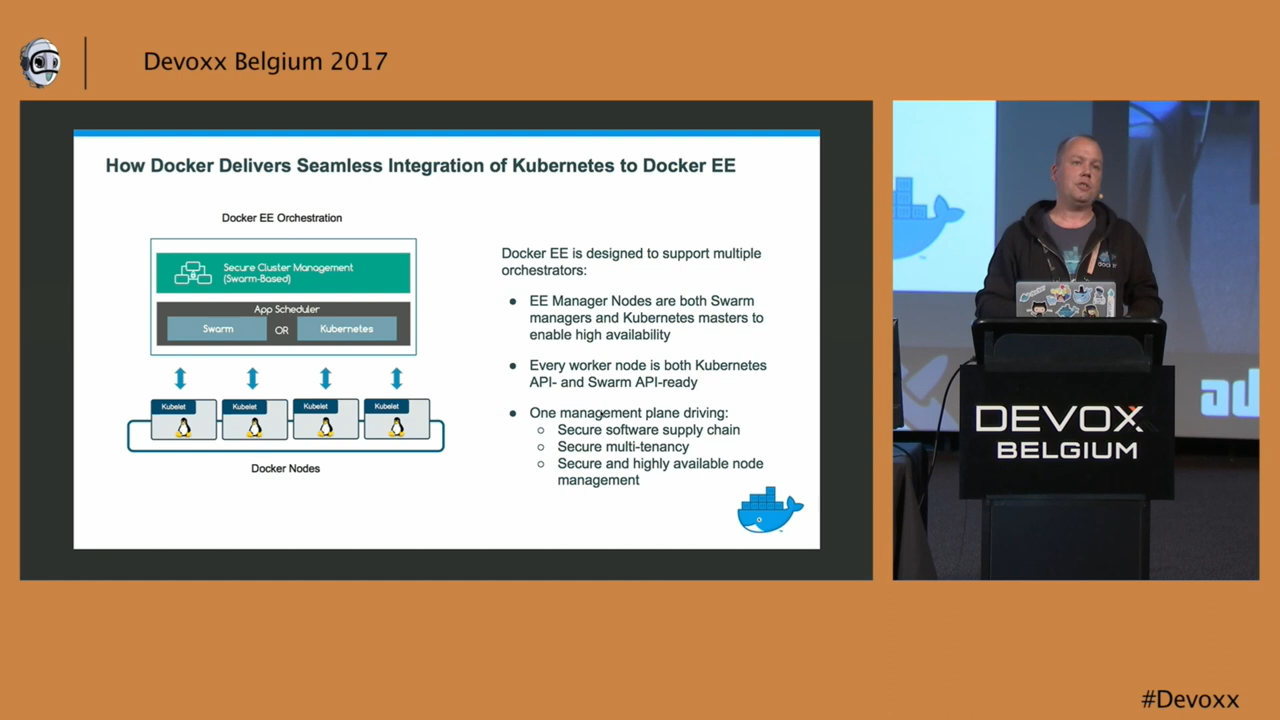 Devoxx Belgium 2017
How Docker Delivers Seamless Integration of Kubernetes to Docker EE
Docker EE Orchestration
Secure Cluster Management
(Swarm-Based)
App Scheduler
Swarm OR Kubernetes
Kubelet Kubelet Kubelet Kubelet
Docker Nodes
Docker EE is designed to support multiple
orchestrators:
● EE Manager Nodes are both Swarm
managers and Kubernetes masters to
enable high availability
● Every worker node is both Kubernetes
API- and Swarm API-ready
● One management plane driving:
○ Secure software supply chain
○ Secure multi-tenancy
○ Secure and highly available node
management
ad
DEVOXX
BELGIUM
#Devoxx